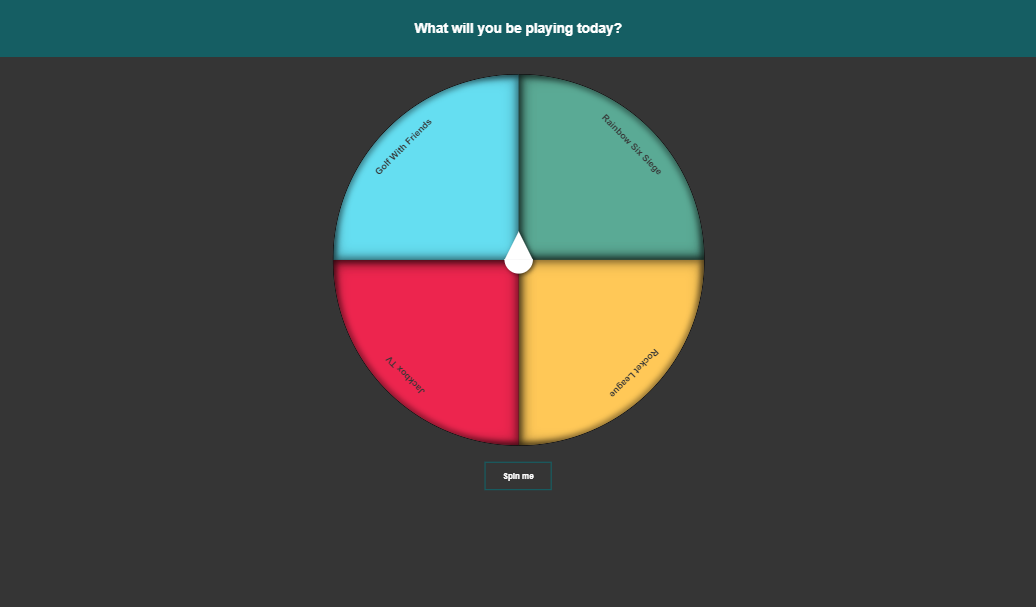 What will you be playing today?
Golf With Friends
Rainbow Six Siege
Jackbox TV
Rocket League
Spin me